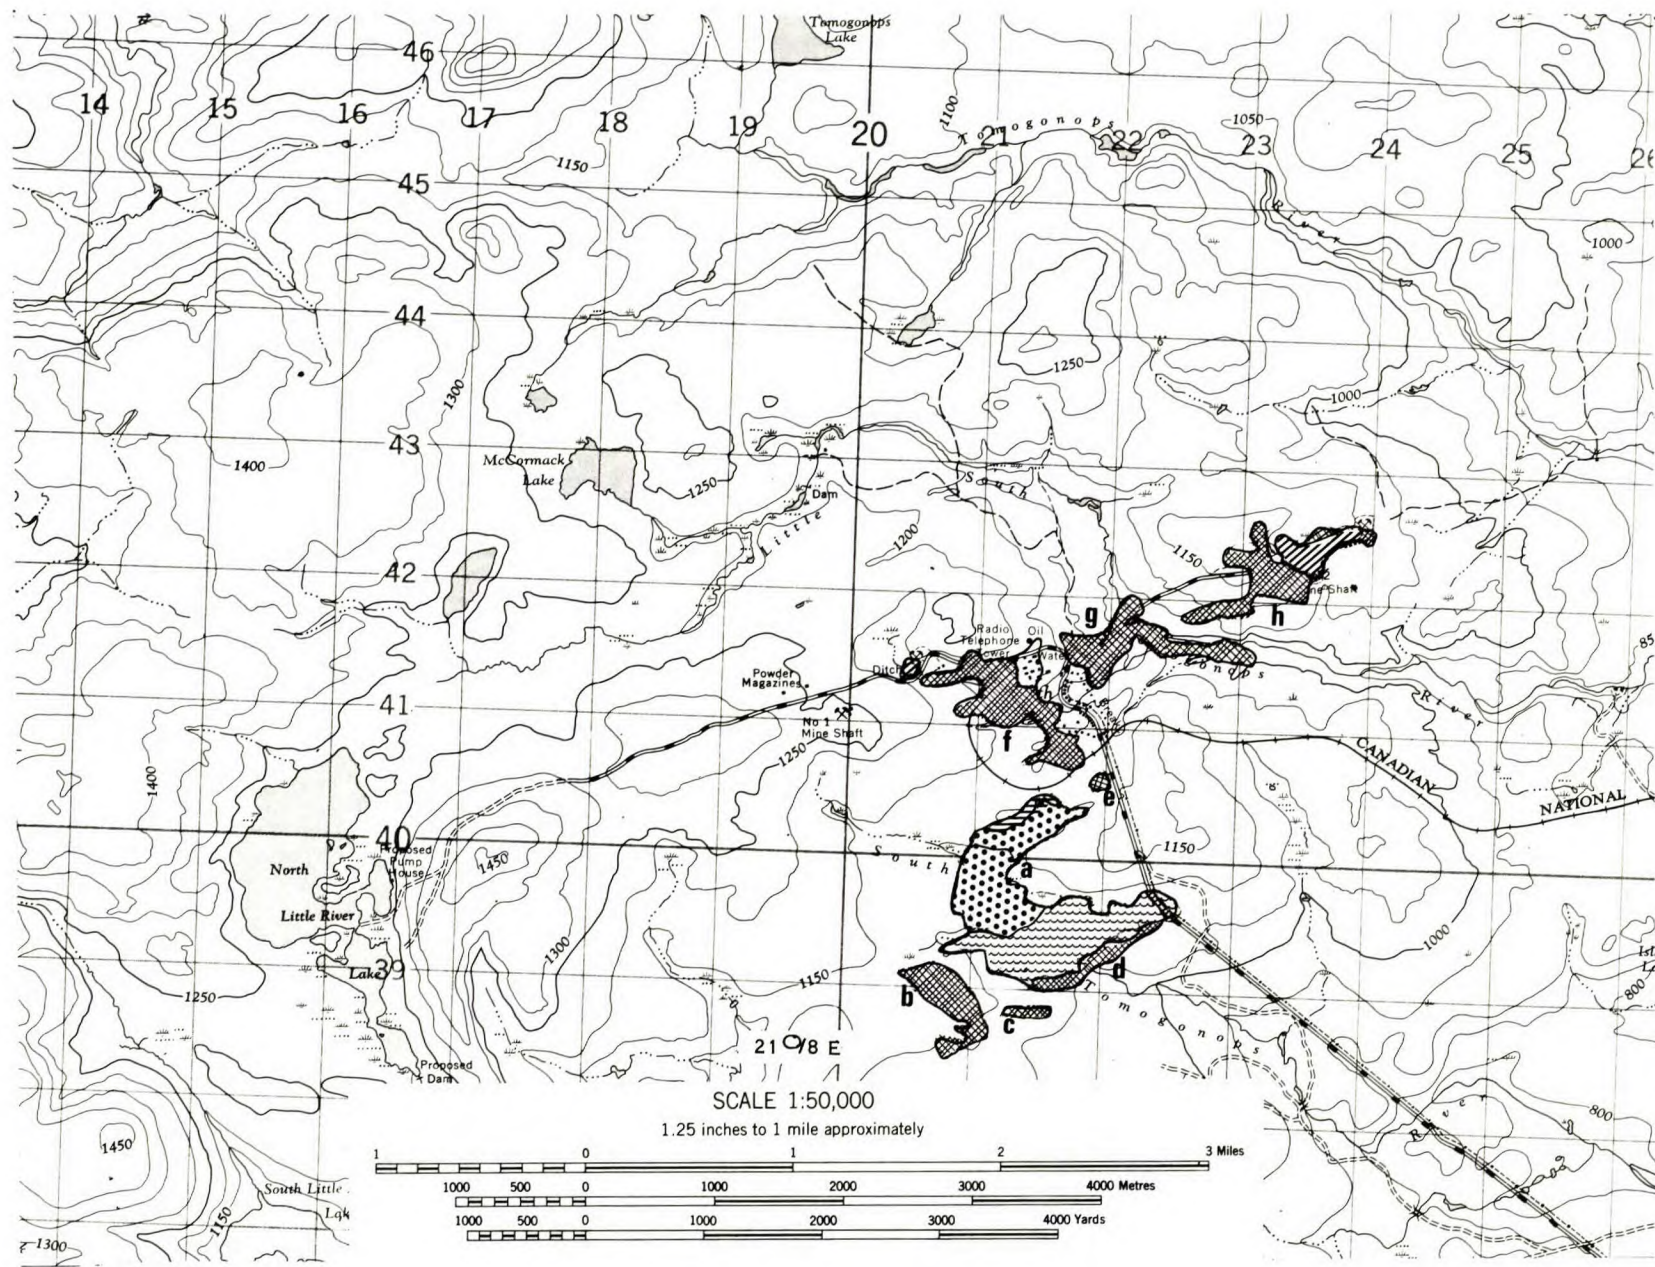 Tomogonops
Lake
46
14
15
16
17
18
19
20
1100
Tomogonops
21
22
1050
23
24
25
26
45
1150
River
1000
44
1250
1300
1000
43
1400
McCormack
Lake
1250
Dam
South
Little
1200
1150
42
h
g
Radio
Telephone
Oil
Ditch
Powder
Magazines
41
No 1
Mine Shaft
f
River
1250
1400
CANADIAN
NATIONAL
e
40
Proposed
Pump
House
North
1450
South
a
1150
Little River
Lake
39
1300
1000
d
1150
b
c
1250
Tomogonops
800
21 O/8 E
Proposed
Dam
SCALE 1:50,000
1.25 inches to 1 mile approximately
River
800
1450
1 0 1 2 3 Miles
South Little
1000 500 0 1000 2000 3000 4000 Metres
1150
1000 500 0 1000 2000 3000 4000 Yards
1300